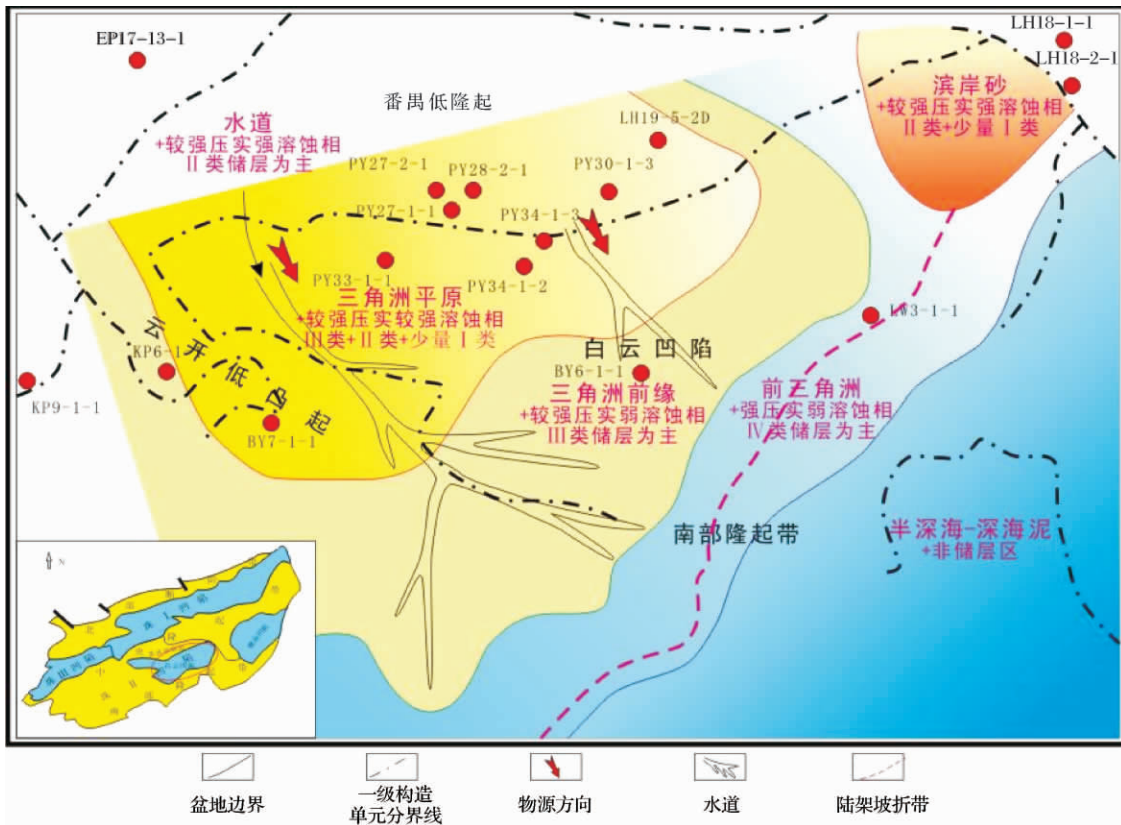 EP17-13-1
LH18-1-1
LH18-2-1
番禺低隆起
滨岸砂
+较强压实强溶蚀相
II类+少量I类
水道
+较强压实强溶蚀相
II类储层为主
LH19-5-2D
PY27-2-1
PY28-2-1
PY30-1-3
PY27-1-1
PY34-1-3
PY33-1-1
PY34-1-2
三角洲平原
+较强压实较强溶蚀相
III类+II类+少量I类
LW3-1-1
云开低凸起
KP6-1
KP9-1-1
BY7-1-1
白云凹陷
BY6-1-1
三角洲前缘
+较强压实弱溶蚀相
III类储层为主
前三角洲
+强压实弱溶蚀相
IV类储层为主
南部隆起带
半深海-深海泥
+非储层区
N
盆地边界
一级构造
单元分界线
物源方向
水道
陆架坡折带